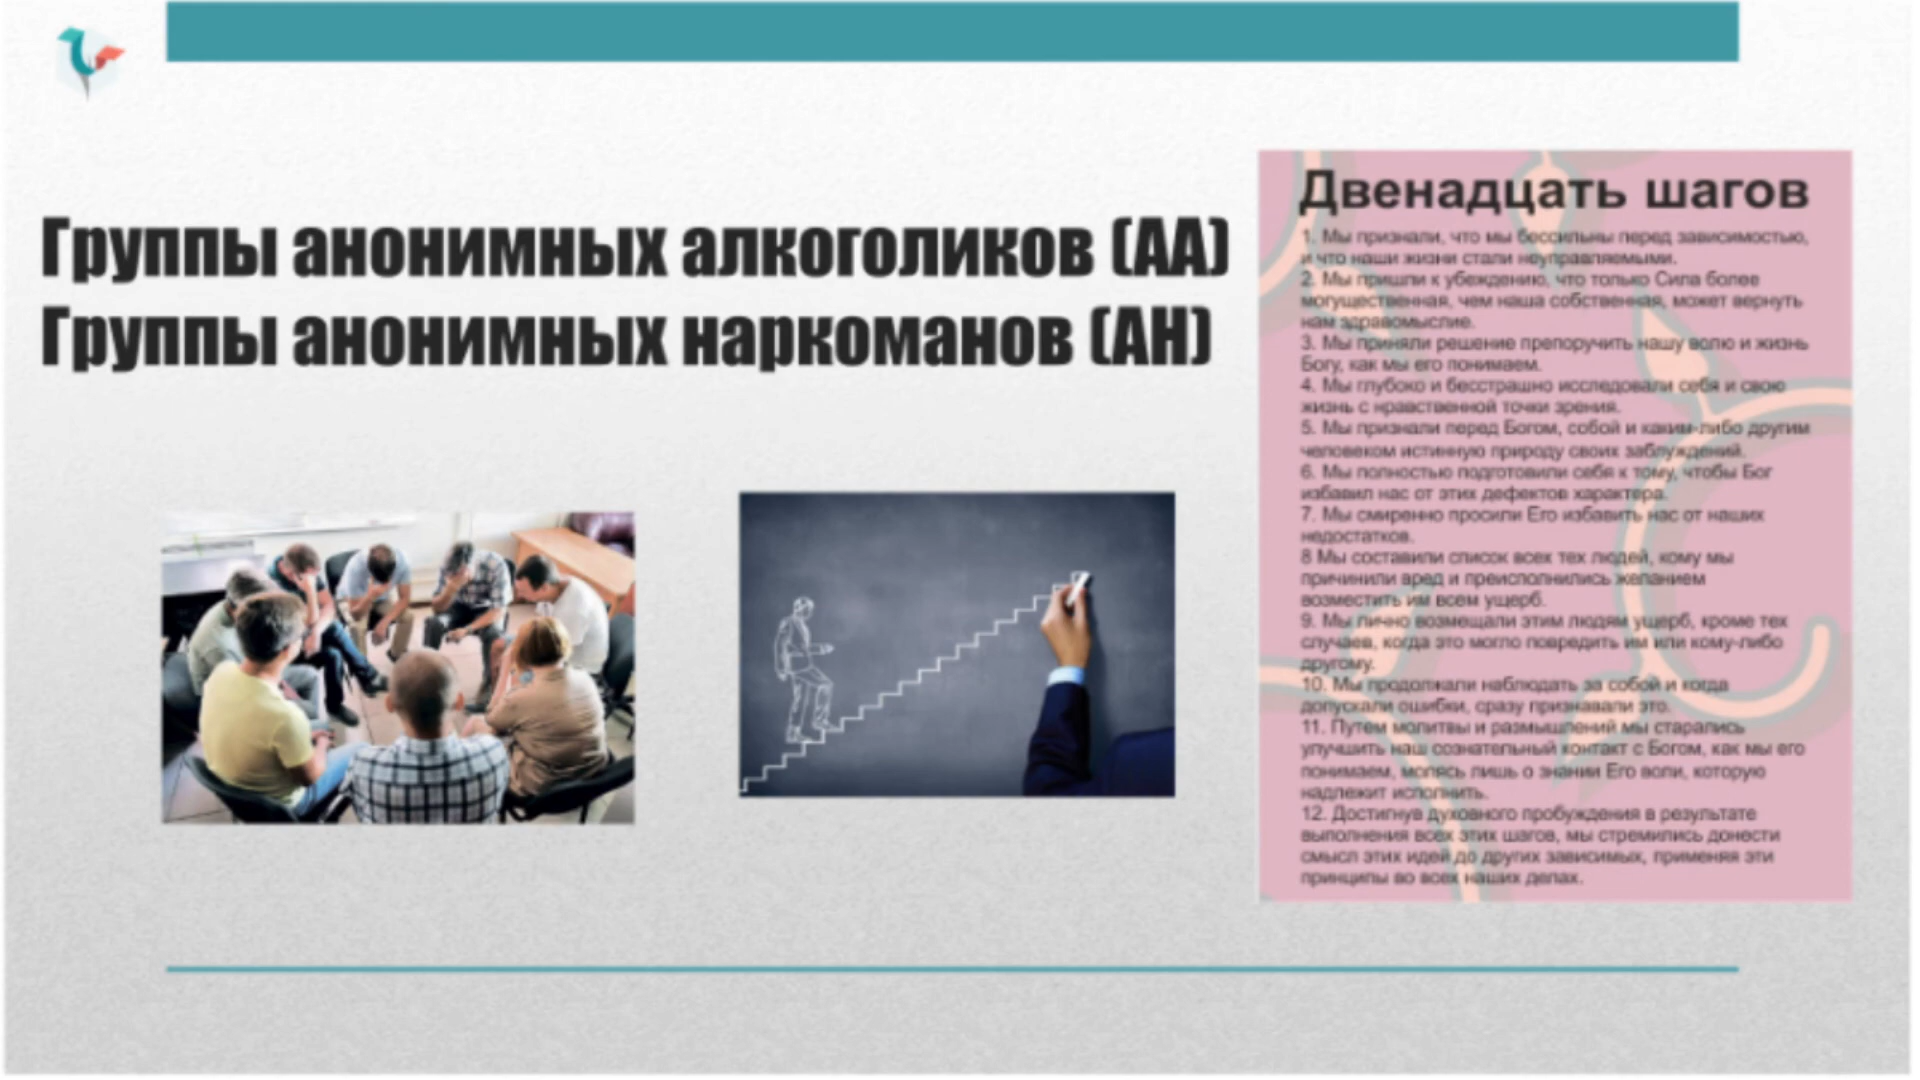 Группы анонимных алкоголиков (АА)
Группы анонимных наркоманов (АН)
Двенадцать шагов
1. Мы признали, что мы бессильны перед зависимостью,
и что наши жизни стали неуправляемыми.
2. Мы пришли к убеждению, что только Сила более
могущественная, чем наша собственная, может вернуть
нам здравомыслие.
3. Мы приняли решение препоручить нашу волю и жизнь
Богу, как мы его понимаем.
4. Мы глубоко и бесстрашно исследовали себя и свою
жизнь с нравственной точки зрения.
5. Мы признали перед Богом, собой и каким-либо другим
человеком истинную природу своих заблуждений.
6. Мы полностью подготовили себя к тому, чтобы Бог
избавил нас от этих дефектов характера.
7. Мы смиренно просили Его избавить нас от наших
недостатков.
8 Мы составили список всех тех людей, кому мы
причинили вред и преисполнились желанием
возместить им всем ущерб.
9. Мы лично возмещали этим людям ущерб, кроме тех
случаев, когда это могло повредить им или кому-либо
другому.
10. Мы продолжали наблюдать за собой и когда
допускали ошибки, сразу признавали это.
11. Путем молитвы и размышлений мы старались
улучшить наш сознательный контакт с Богом, как мы его
понимаем, молясь лишь о знании Его воли, которую
надлежит исполнить.
12. Достигнув духовного пробуждения в результате
выполнения всех этих шагов, мы стремились донести
смысл этих идей до других зависимых, применяя эти
принципы во всех наших делах.